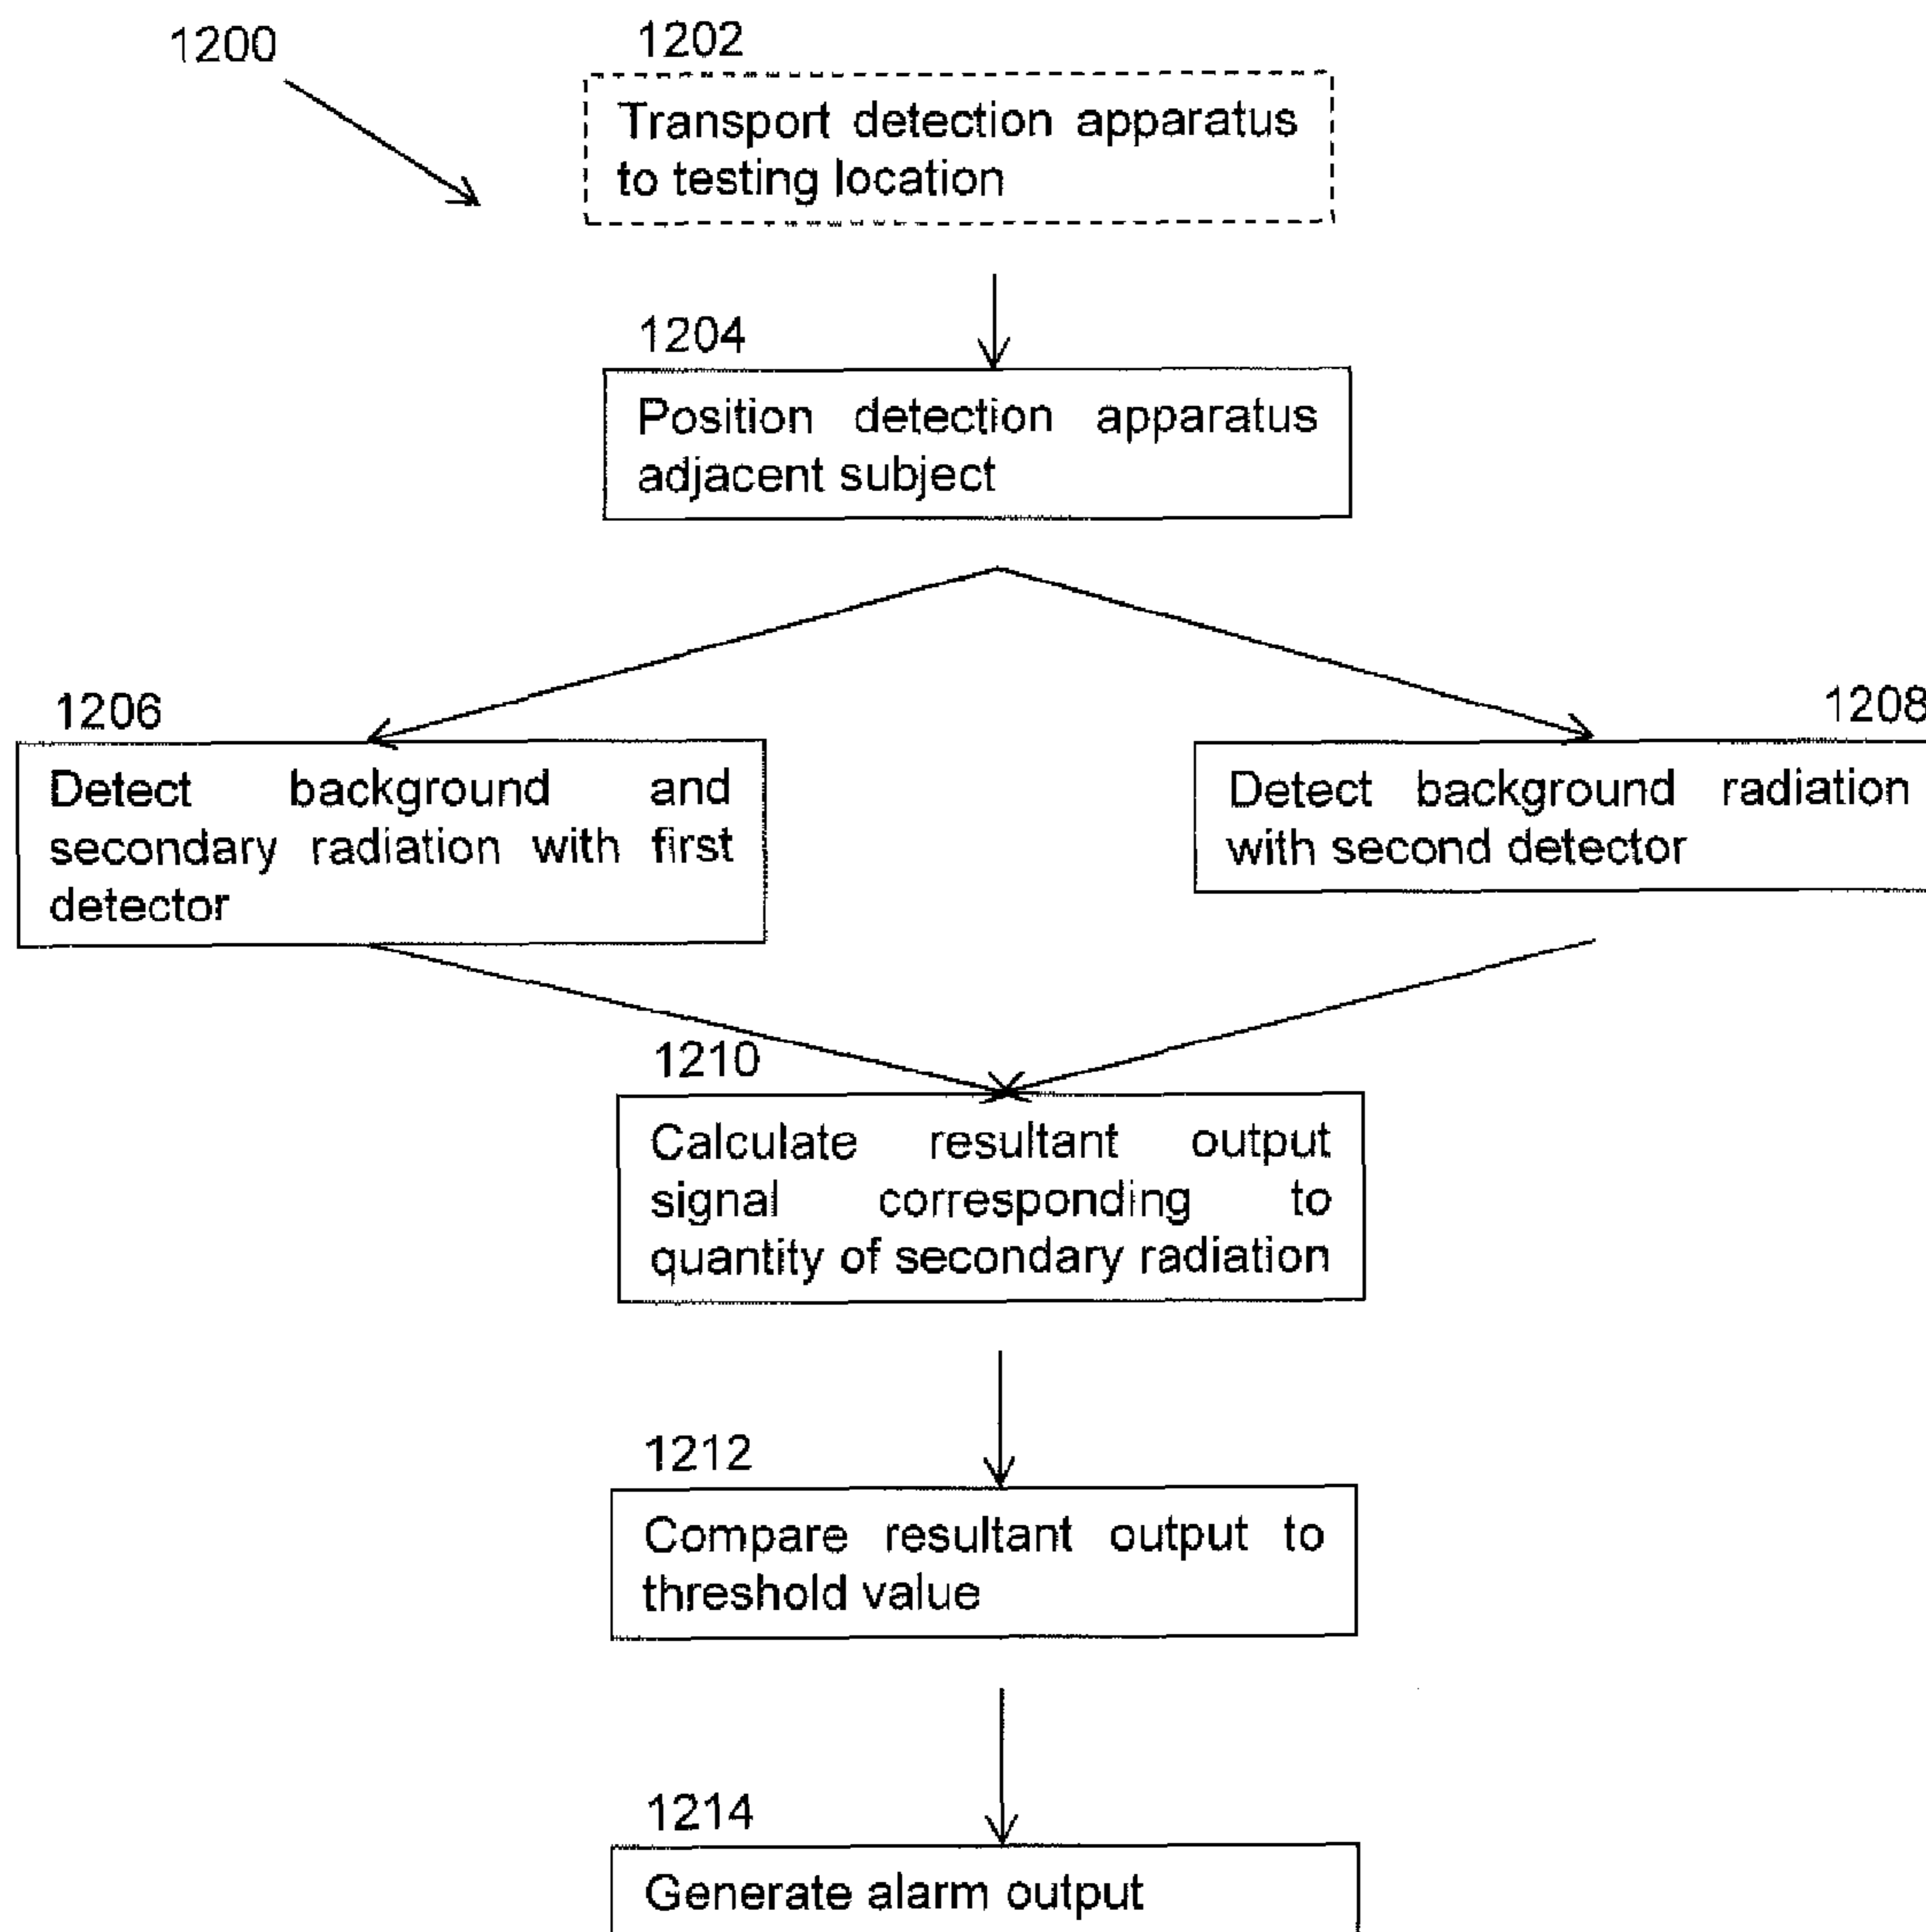 1200
1202
Transport detection apparatus
to testing location
1204
Position detection apparatus
adjacent subject
1206
Detect background and
secondary radiation with first
detector
1208
Detect background radiation
with second detector
1210
Calculate resultant output
signal corresponding to
quantity of secondary radiation
1212
Compare resultant output to
threshold value
1214
Generate alarm output